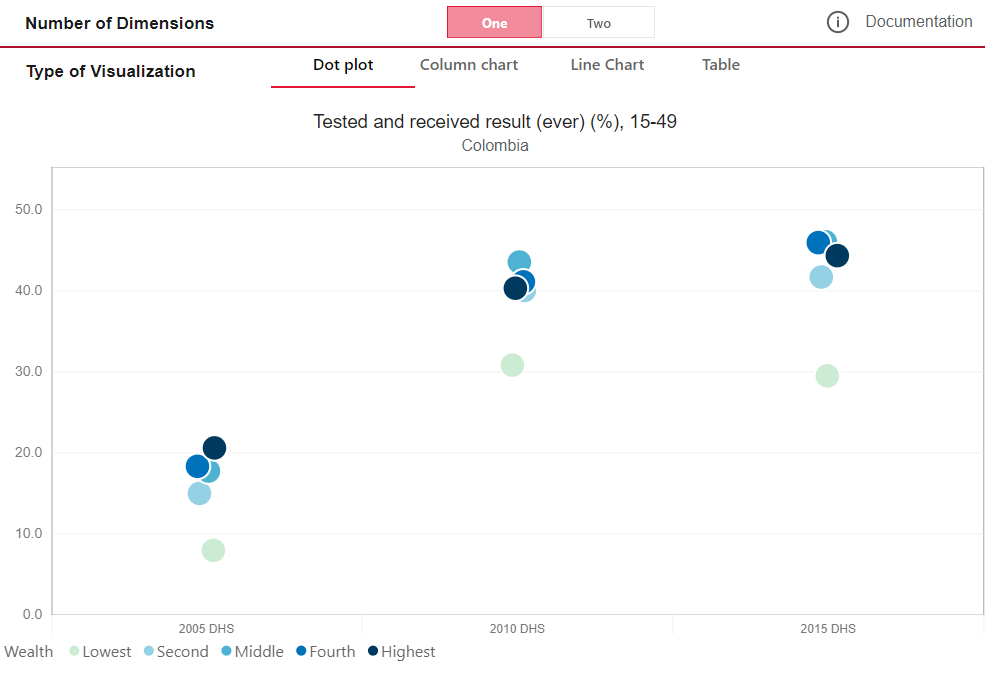 Number of Dimensions One Two Documentation
Type of Visualization Dot plot Column chart Line Chart Table
Tested and received result (ever) (%), 15-49
Colombia
50.0
40.0
30.0
20.0
10.0
0.0
2005 DHS 2010 DHS 2015 DHS
Wealth Lowest Second Middle Fourth Highest